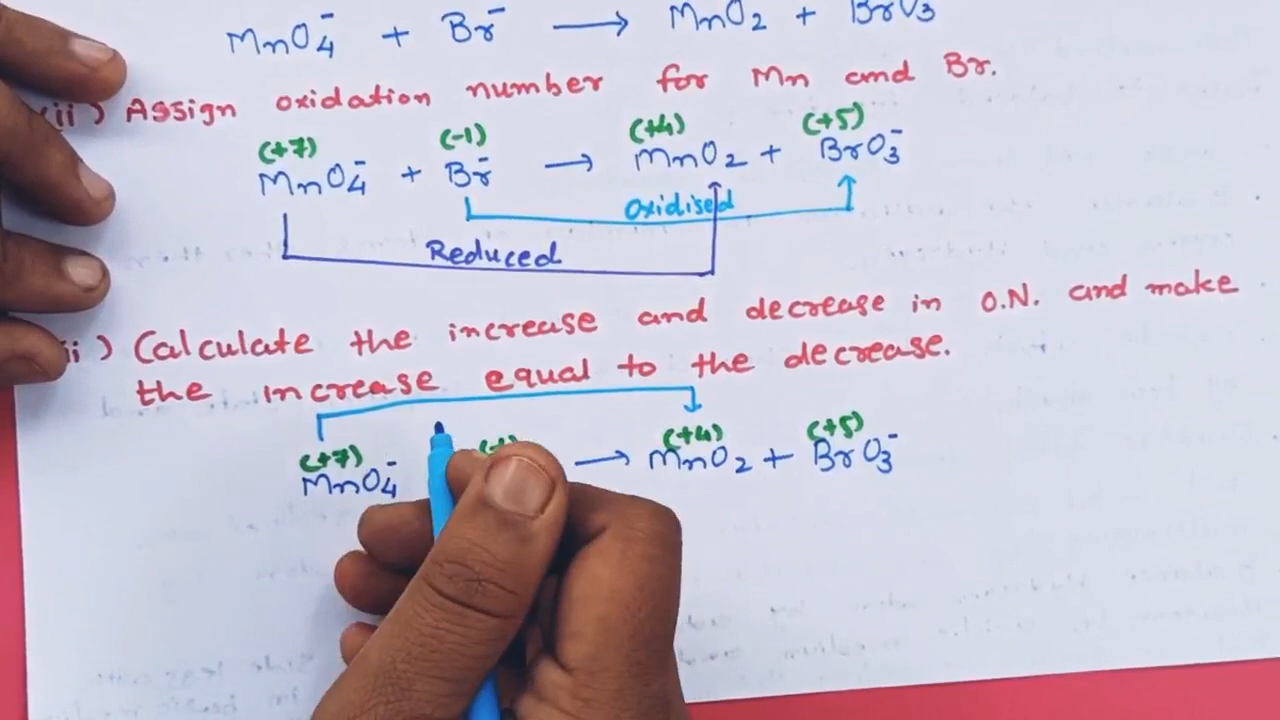 MnO₄⁻ + Br⁻ → MnO₂ + BrO₃
ii) Assign oxidation number for Mn and Br.
(+7) (-1) (+4) (+5)
MnO₄⁻ + Br⁻ → MnO₂ + BrO₃⁻
Oxidised
Reduced
ii) Calculate the increase and decrease in O.N. and make
the increase equal to the decrease.
(+7) (+4) (+5)
MnO₄⁻ → MnO₂ + BrO₃⁻